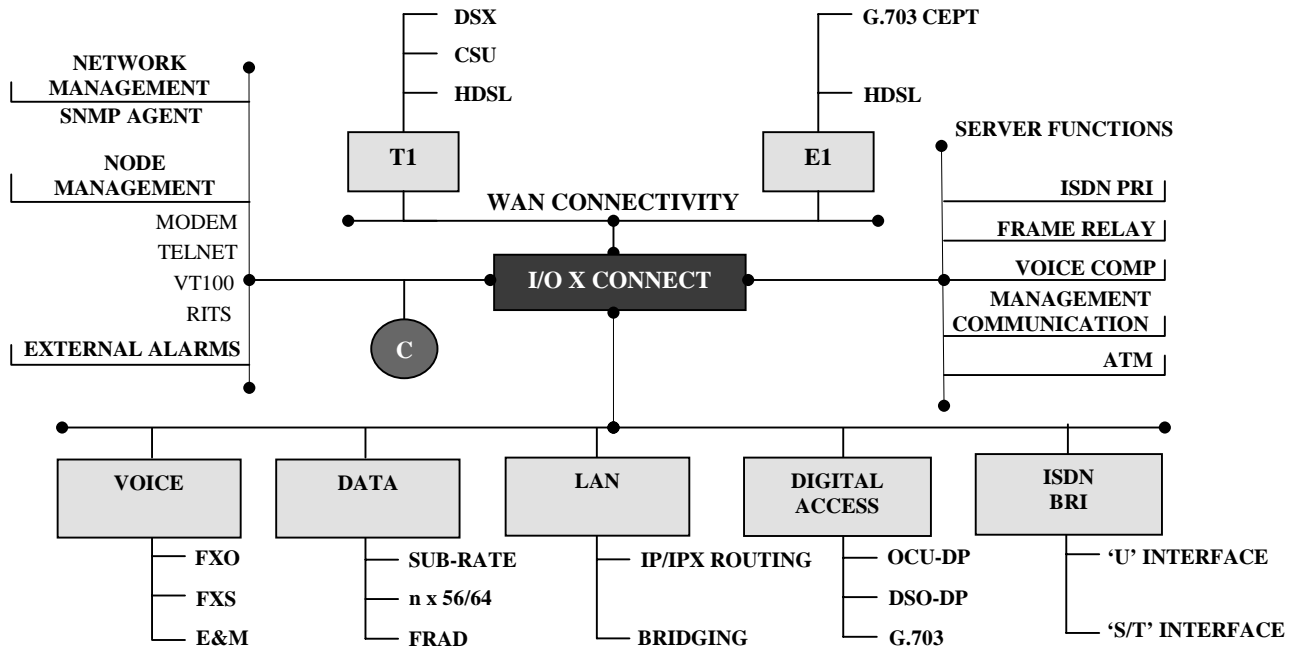 DSX
CSU
HDSL
T1
G.703 CEPT
HDSL
E1
NETWORK
MANAGEMENT
SNMP AGENT
NODE
MANAGEMENT
MODEM
TELNET
VT100
RITS
EXTERNAL ALARMS
WAN CONNECTIVITY
I/O X CONNECT
C
SERVER FUNCTIONS
ISDN PRI
FRAME RELAY
VOICE COMP
MANAGEMENT
COMMUNICATION
ATM
VOICE
FXO
FXS
E&M
DATA
SUB-RATE
n x 56/64
FRAD
LAN
IP/IPX ROUTING
BRIDGING
DIGITAL
ACCESS
OCU-DP
DSO-DP
G.703
ISDN
BRI
‘U’ INTERFACE
‘S/T’ INTERFACE